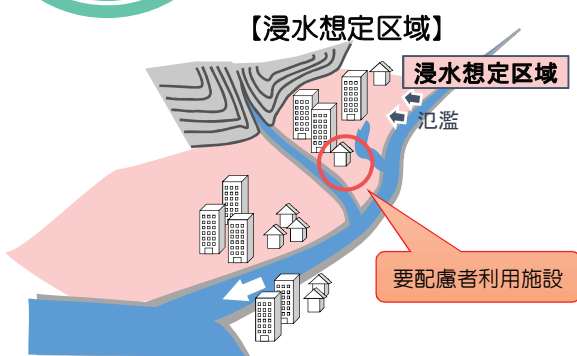 【浸水想定区域】
浸水想定区域
氾濫
要配慮者利用施設